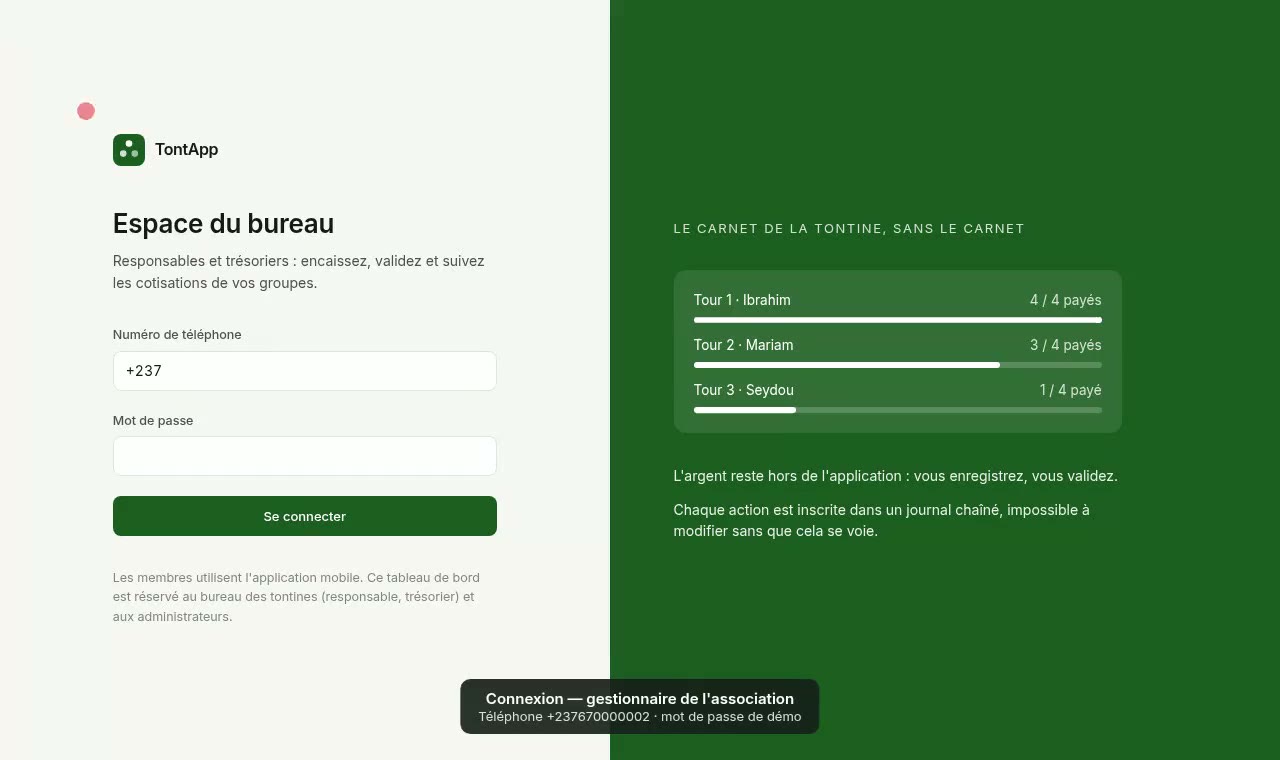 TontApp
Espace du bureau
Responsables et trésoriers : encaissez, validez et suivez
les cotisations de vos groupes.
Numéro de téléphone
+237
Mot de passe
Se connecter
Les membres utilisent l'application mobile. Ce tableau de bord
est réservé au bureau des tontines (responsable, trésorier) et
aux administrateurs.
LE CARNET DE LA TONTINE, SANS LE CARNET
Tour 1 · Ibrahim 4 / 4 payés
Tour 2 · Mariam 3 / 4 payés
Tour 3 · Seydou 1 / 4 payé
L'argent reste hors de l'application : vous enregistrez, vous validez.
Chaque action est inscrite dans un journal chaîné, impossible à
modifier sans que cela se voie.
Connexion — gestionnaire de l'association
Téléphone +237670000002 · mot de passe de démo